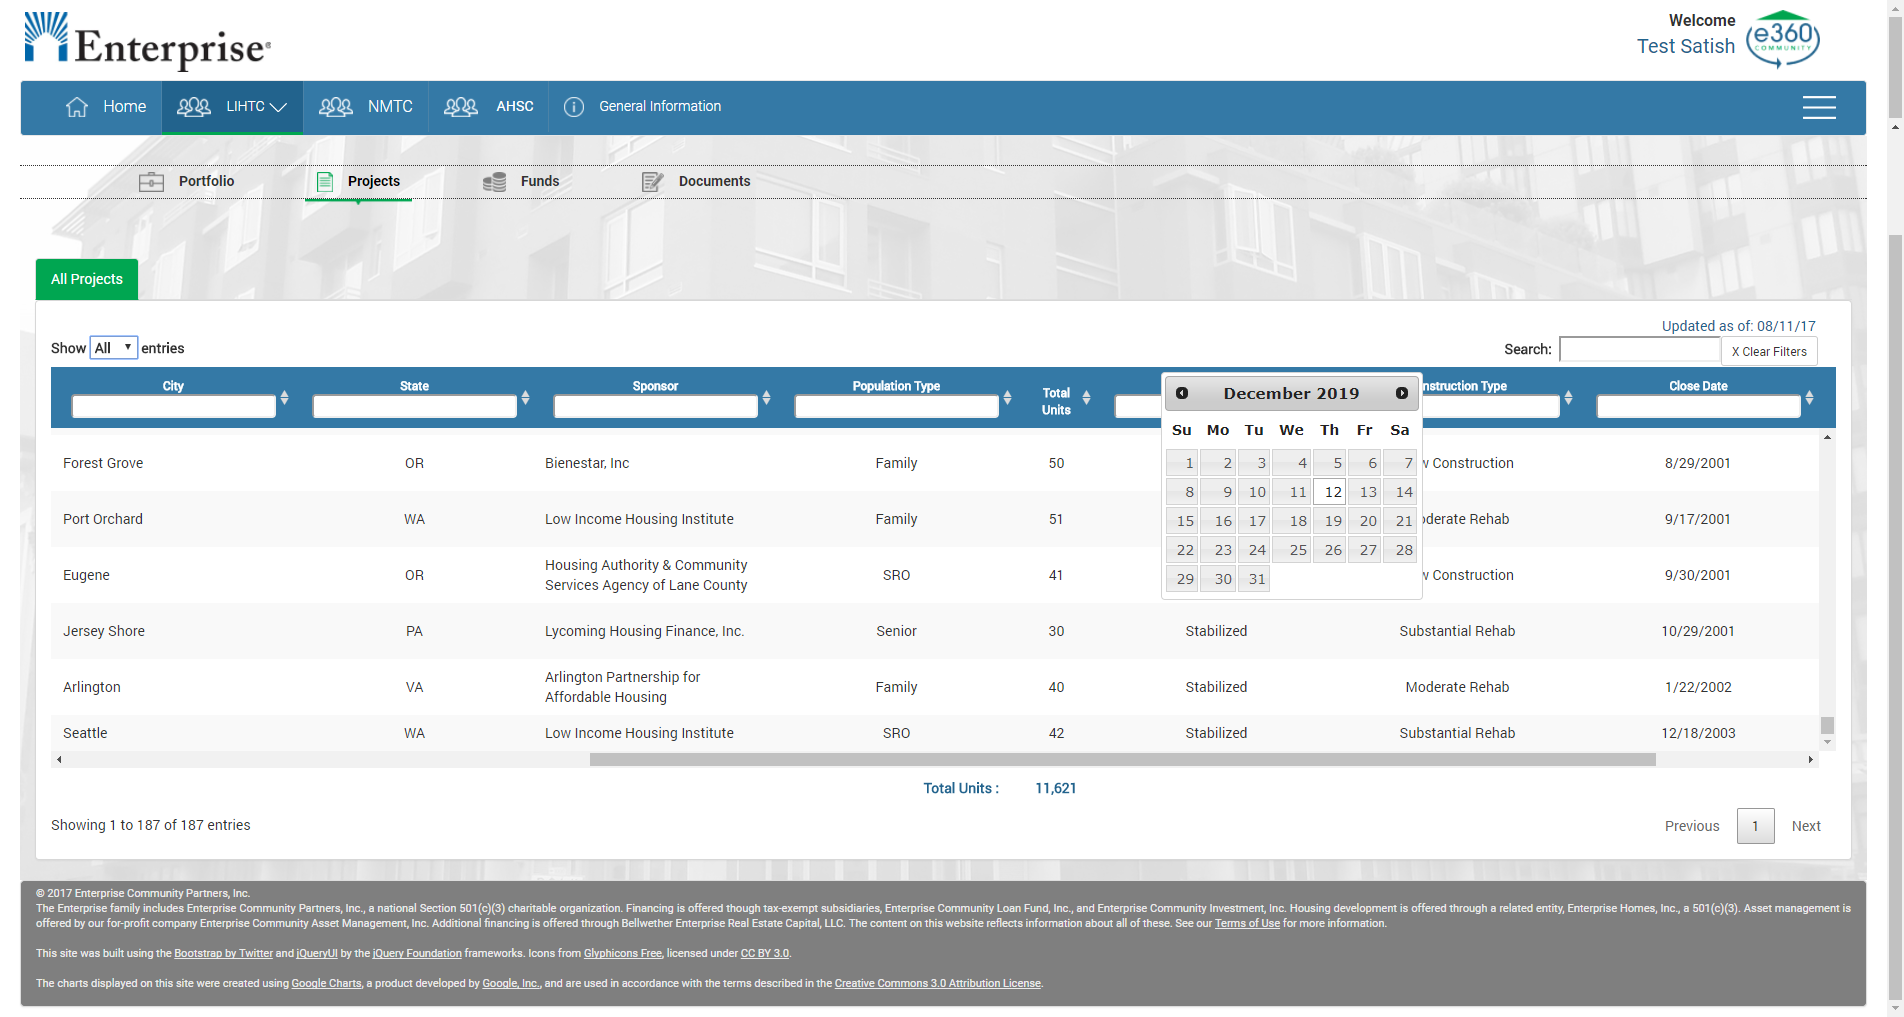 Enterprise®
Welcome
Test Satish
e360
COMMUNITY
Home
LIHTC
NMTC
AHSC
General Information
Portfolio
Projects
Funds
Documents
All Projects
Updated as of: 08/11/17
Show All entries
Search:
X Clear Filters
City
State
Sponsor
Population Type
Total
Units
nstruction Type
Close Date
December 2019
Su Mo Tu We Th Fr Sa
1 2 3 4 5 6 7
8 9 10 11 12 13 14
15 16 17 18 19 20 21
22 23 24 25 26 27 28
29 30 31
Forest Grove OR Bienestar, Inc Family 50 Construction 8/29/2001
Port Orchard WA Low Income Housing Institute Family 51 derate Rehab 9/17/2001
Eugene OR Housing Authority & Community
Services Agency of Lane County SRO 41 Construction 9/30/2001
Jersey Shore PA Lycoming Housing Finance, Inc. Senior 30 Stabilized Substantial Rehab 10/29/2001
Arlington VA Arlington Partnership for
Affordable Housing Family 40 Stabilized Moderate Rehab 1/22/2002
Seattle WA Low Income Housing Institute SRO 42 Stabilized Substantial Rehab 12/18/2003
Total Units : 11,621
Showing 1 to 187 of 187 entries
Previous 1 Next
© 2017 Enterprise Community Partners, Inc.
The Enterprise family includes Enterprise Community Partners, Inc., a national Section 501(c)(3) charitable organization. Financing is offered though tax-exempt subsidiaries, Enterprise Community Loan Fund, Inc., and Enterprise Community Investment, Inc. Housing development is offered through a related entity, Enterprise Homes, Inc., a 501(c)(3). Asset management is
offered by our for-profit company Enterprise Community Asset Management, Inc. Additional financing is offered through Bellwether Enterprise Real Estate Capital, LLC. The content on this website reflects information about all of these. See our Terms of Use for more information.
This site was built using the Bootstrap by Twitter and jQueryUI by the jQuery Foundation frameworks. Icons from Glyphicons Free, licensed under CC BY 3.0.
The charts displayed on this site were created using Google Charts, a product developed by Google, Inc., and are used in accordance with the terms described in the Creative Commons 3.0 Attribution License.